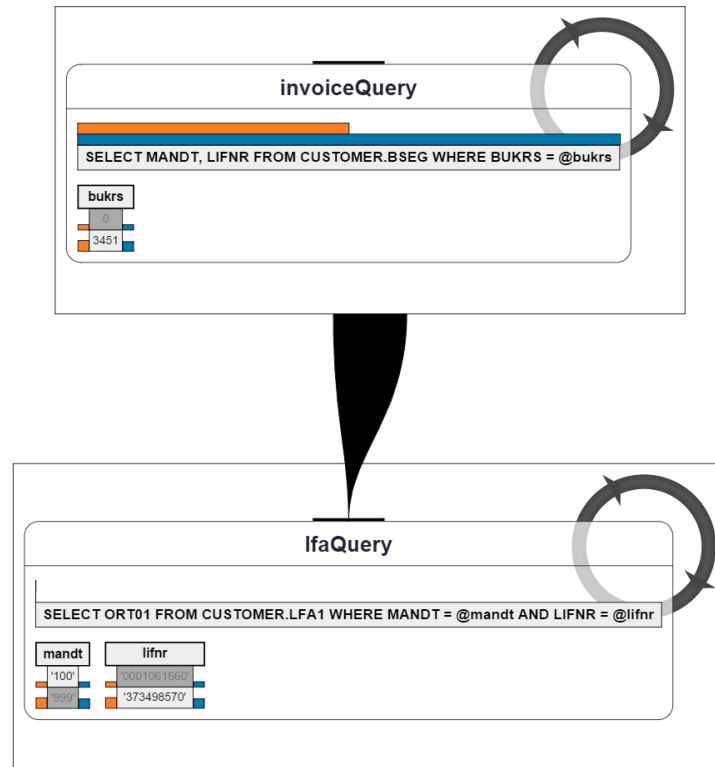 invoiceQuery
SELECT MANDT, LIFNR FROM CUSTOMER.BSEG WHERE BUKRS = @bukrs
bukrs
0
3451
lfaQuery
SELECT ORT01 FROM CUSTOMER.LFA1 WHERE MANDT = @mandt AND LIFNR = @lifnr
mandt lifnr
'100' '0001061660'
'999' '373498570'